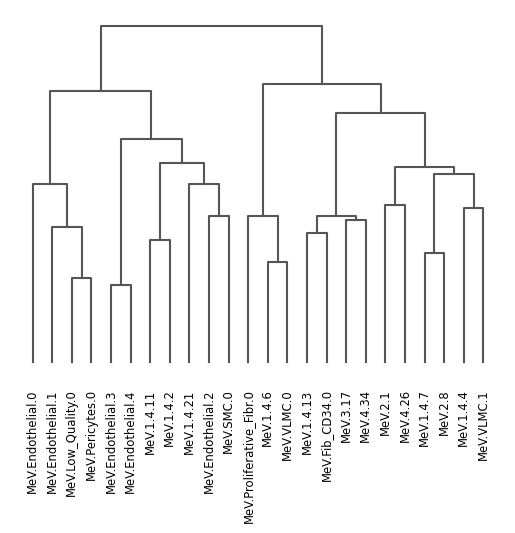 MeV.Endothelial.0
MeV.Endothelial.1
MeV.Low_Quality.0
MeV.Pericytes.0
MeV.Endothelial.3
MeV.Endothelial.4
MeV.1.4.11
MeV.1.4.2
MeV.1.4.21
MeV.Endothelial.2
MeV.SMC.0
MeV.Proliferative_Fibr.0
MeV.1.4.6
MeV.VLMC.0
MeV.1.4.13
MeV.Fib_CD34.0
MeV.3.17
MeV.4.34
MeV.2.1
MeV.4.26
MeV.1.4.7
MeV.2.8
MeV.1.4.4
MeV.VLMC.1